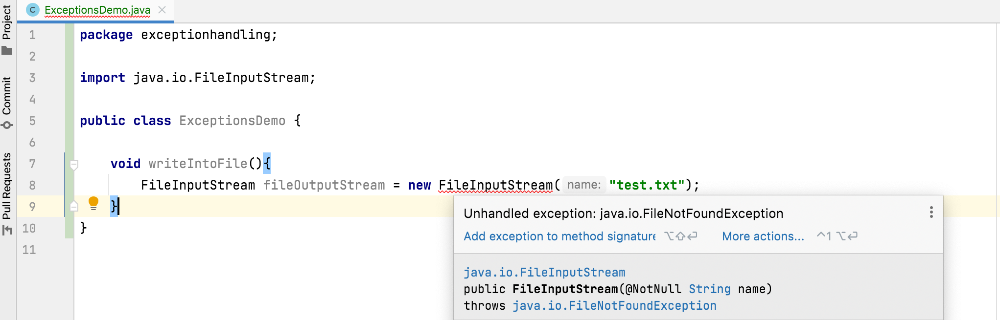 ExceptionsDemo.java
Project
Commit
Pull Requests
1 package exceptionhandling;
2
3 import java.io.FileInputStream;
4
5 public class ExceptionsDemo {
6
7 void writeIntoFile(){
8 FileInputStream fileOutputStream = new FileInputStream( name: "test.txt");
9 }
10 }
11
Unhandled exception: java.io.FileNotFoundException
Add exception to method signature ⌥⇧⏎ More actions... ^1 ⌥⏎
java.io.FileInputStream
public FileInputStream(@NotNull String name)
throws java.io.FileNotFoundException